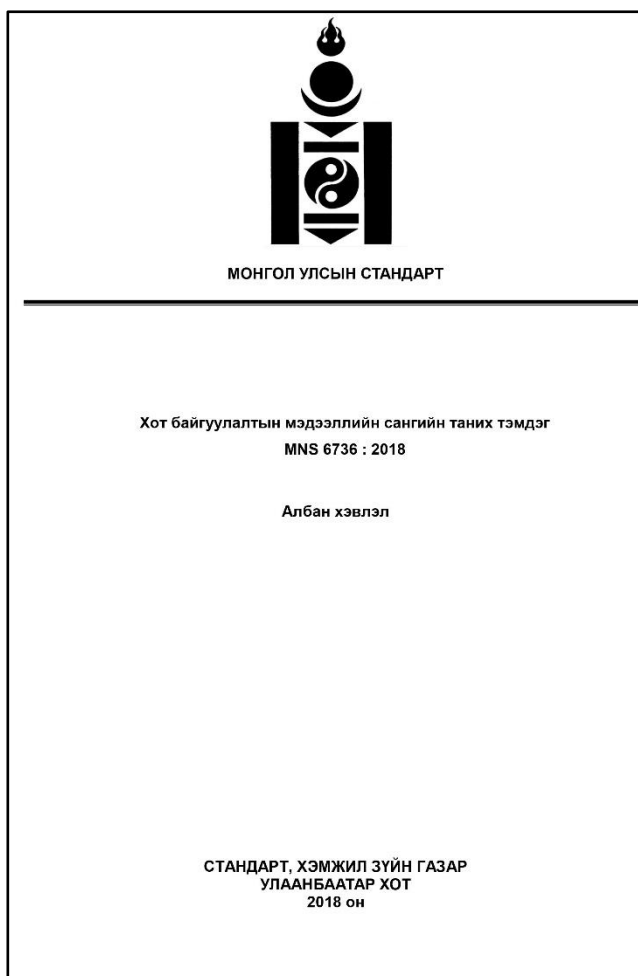 МОНГОЛ УЛСЫН СТАНДАРТ
Хот байгуулалтын мэдээллийн сангийн таних тэмдэг
MNS 6736 : 2018
Албан хэвлэл
СТАНДАРТ, ХЭМЖИЛ ЗҮЙН ГАЗАР
УЛААНБААТАР ХОТ
2018 он